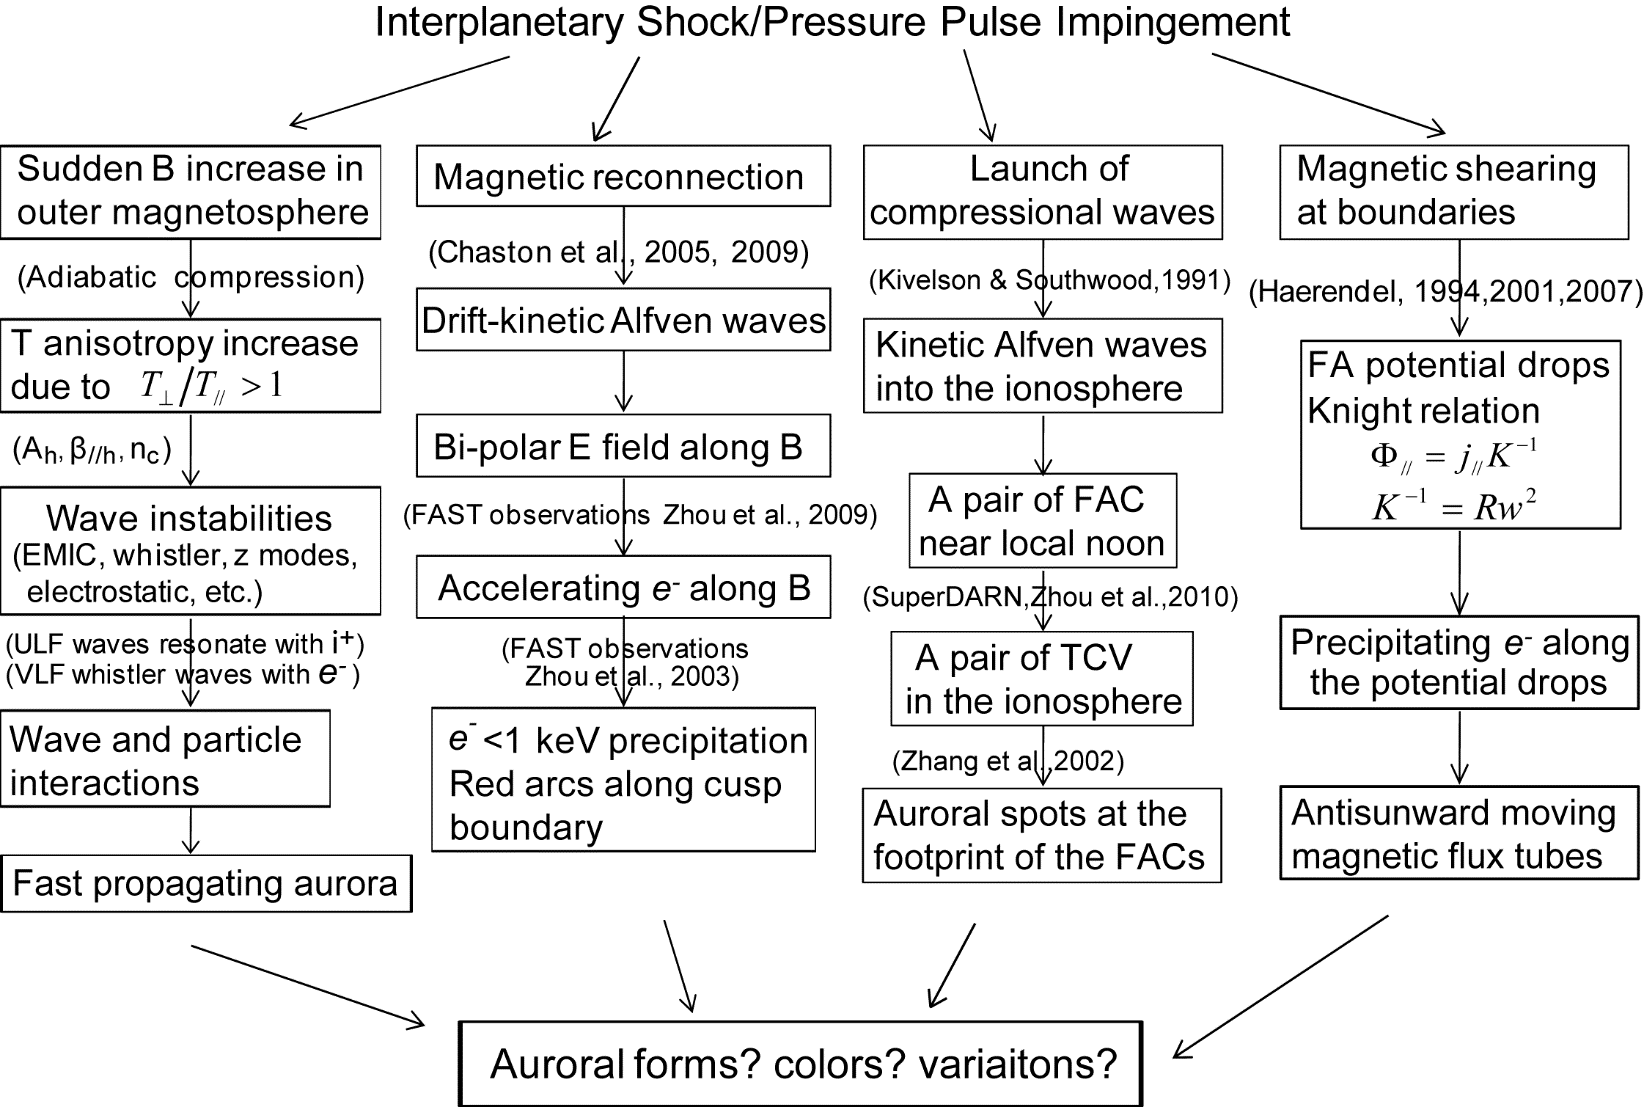 Interplanetary Shock/Pressure Pulse Impingement
Sudden B increase in
outer magnetosphere
(Adiabatic compression)
T anisotropy increase
due to T⊥/T// > 1
(Ah, β//h, nc)
Wave instabilities
(EMIC, whistler, z modes,
electrostatic, etc.)
(ULF waves resonate with i+)
(VLF whistler waves with e-)
Wave and particle
interactions
Fast propagating aurora
Magnetic reconnection
(Chaston et al., 2005, 2009)
Drift-kinetic Alfven waves
Bi-polar E field along B
(FAST observations Zhou et al., 2009)
Accelerating e- along B
(FAST observations
Zhou et al., 2003)
e- <1 keV precipitation
Red arcs along cusp
boundary
Launch of
compressional waves
(Kivelson & Southwood,1991)
Kinetic Alfven waves
into the ionosphere
A pair of FAC
near local noon
(SuperDARN,Zhou et al.,2010)
A pair of TCV
in the ionosphere
(Zhang et al.,2002)
Auroral spots at the
footprint of the FACs
Magnetic shearing
at boundaries
(Haerendel, 1994,2001,2007)
FA potential drops
Knight relation
Φ// = j//K⁻¹
K⁻¹ = Rw²
Precipitating e- along
the potential drops
Antisunward moving
magnetic flux tubes
Auroral forms? colors? variaitons?